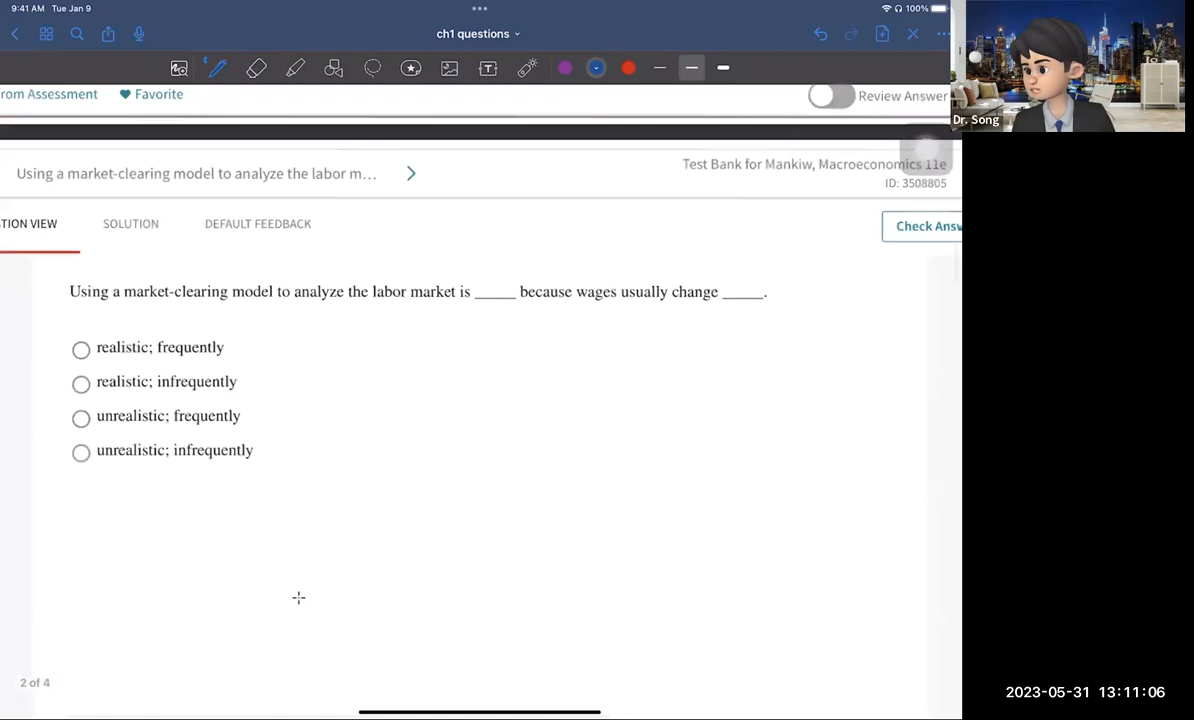 9:41 AM Tue Jan 9
100%
ch1 questions
Dr. Song
rom Assessment
Favorite
Review Answer
Using a market-clearing model to analyze the labor m...
Test Bank for Mankiw, Macroeconomics 11e
ID: 3508805
TION VIEW
SOLUTION
DEFAULT FEEDBACK
Check Answ
Using a market-clearing model to analyze the labor market is _____ because wages usually change _____.
realistic; frequently
realistic; infrequently
unrealistic; frequently
unrealistic; infrequently
2 of 4
2023-05-31 13:11:06